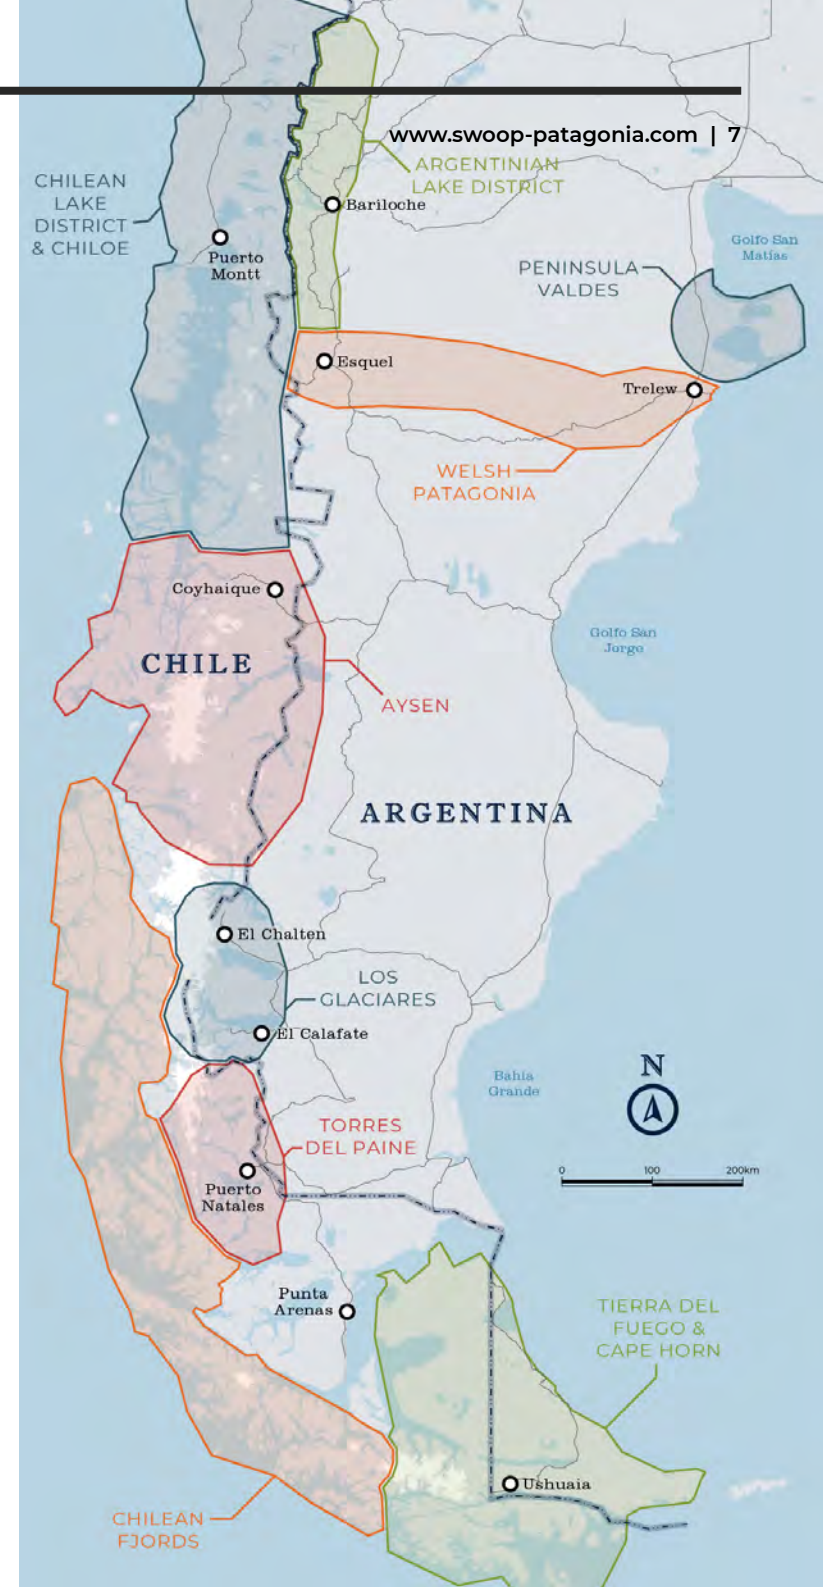 www.swoop-patagonia.com | 7
ARGENTINIAN
LAKE DISTRICT
CHILEAN
LAKE
DISTRICT
& CHILOE
Bariloche
Puerto
Montt
Golfo San
Matías
PENINSULA
VALDES
Esquel
Trelew
WELSH
PATAGONIA
Coyhaique
Golfo San
Jorge
CHILE
AYSEN
ARGENTINA
El Chalten
LOS
GLACIARES
El Calafate
Bahía
Grande
N
TORRES
DEL PAINE
0 100 200km
Puerto
Natales
Punta
Arenas
TIERRA DEL
FUEGO &
CAPE HORN
Ushuaia
CHILEAN
FJORDS